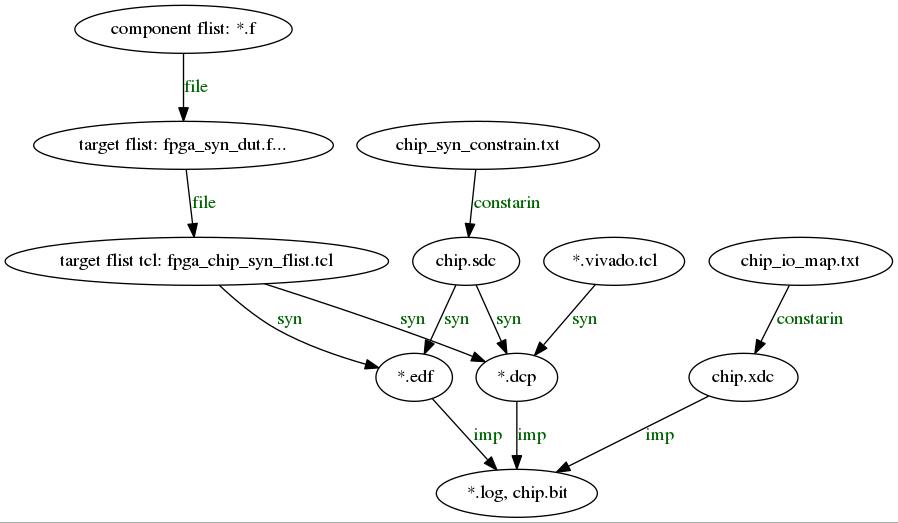 component flist: *.f
file
target flist: fpga_syn_dut.f...
chip_syn_constrain.txt
file
constarin
target flist tcl: fpga_chip_syn_flist.tcl
chip.sdc
*.vivado.tcl
chip_io_map.txt
syn
syn
syn
syn
syn
constarin
*.edf
*.dcp
chip.xdc
imp
imp
imp
*.log, chip.bit